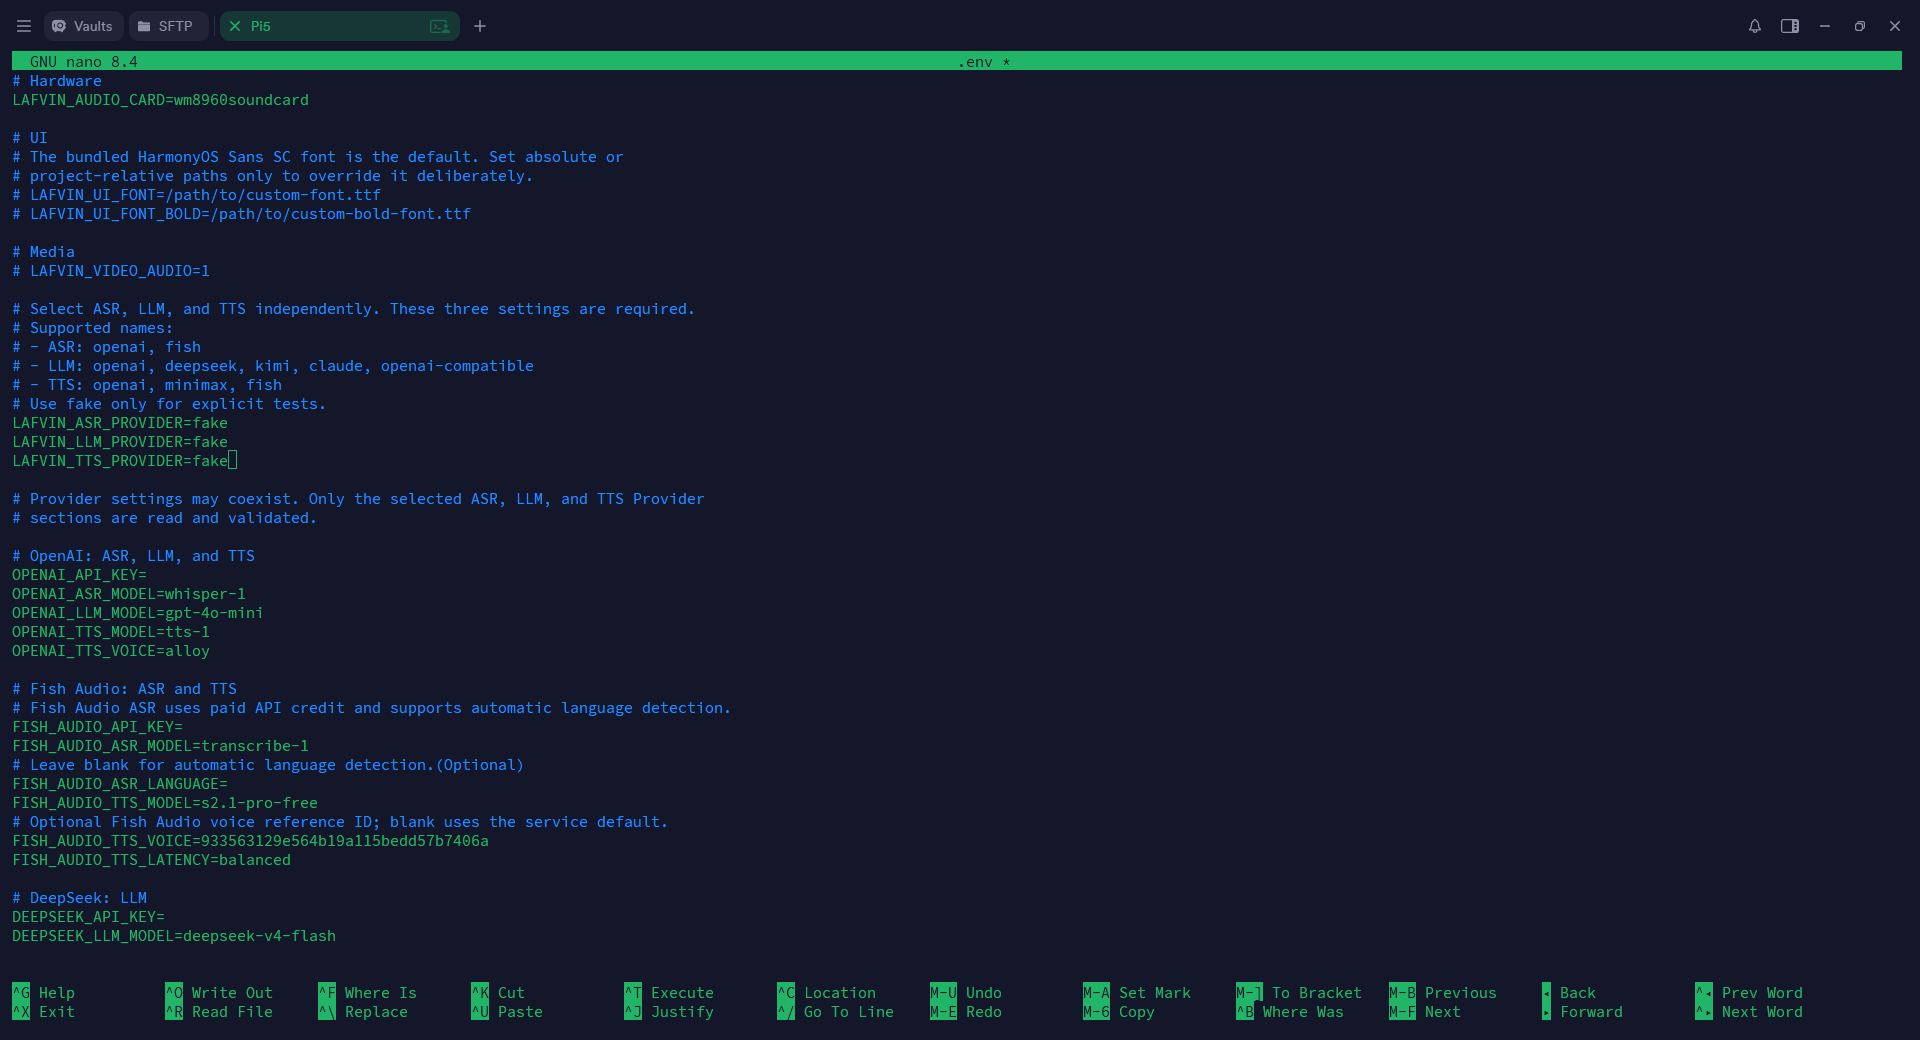 Vaults SFTP Pi5
GNU nano 8.4 .env *
# Hardware
LAFVIN_AUDIO_CARD=wm8960soundcard
# UI
# The bundled HarmonyOS Sans SC font is the default. Set absolute or
# project-relative paths only to override it deliberately.
# LAFVIN_UI_FONT=/path/to/custom-font.ttf
# LAFVIN_UI_FONT_BOLD=/path/to/custom-bold-font.ttf
# Media
# LAFVIN_VIDEO_AUDIO=1
# Select ASR, LLM, and TTS independently. These three settings are required.
# Supported names:
# - ASR: openai, fish
# - LLM: openai, deepseek, kimi, claude, openai-compatible
# - TTS: openai, minimax, fish
# Use fake only for explicit tests.
LAFVIN_ASR_PROVIDER=fake
LAFVIN_LLM_PROVIDER=fake
LAFVIN_TTS_PROVIDER=fake
# Provider settings may coexist. Only the selected ASR, LLM, and TTS Provider
# sections are read and validated.
# OpenAI: ASR, LLM, and TTS
OPENAI_API_KEY=
OPENAI_ASR_MODEL=whisper-1
OPENAI_LLM_MODEL=gpt-4o-mini
OPENAI_TTS_MODEL=tts-1
OPENAI_TTS_VOICE=alloy
# Fish Audio: ASR and TTS
# Fish Audio ASR uses paid API credit and supports automatic language detection.
FISH_AUDIO_API_KEY=
FISH_AUDIO_ASR_MODEL=transcribe-1
# Leave blank for automatic language detection.(Optional)
FISH_AUDIO_ASR_LANGUAGE=
FISH_AUDIO_TTS_MODEL=s2.1-pro-free
# Optional Fish Audio voice reference ID; blank uses the service default.
FISH_AUDIO_TTS_VOICE=933563129e564b19a115bedd57b7406a
FISH_AUDIO_TTS_LATENCY=balanced
# DeepSeek: LLM
DEEPSEEK_API_KEY=
DEEPSEEK_LLM_MODEL=deepseek-v4-flash
^G Help ^O Write Out ^F Where Is ^K Cut ^T Execute ^C Location M-U Undo M-A Set Mark M-] To Bracket M-B Previous ◂ Back ^◂ Prev Word
^X Exit ^R Read File ^\ Replace ^U Paste ^J Justify ^/ Go To Line M-E Redo M-6 Copy ^B Where Was M-F Next ▸ Forward ^▸ Next Word